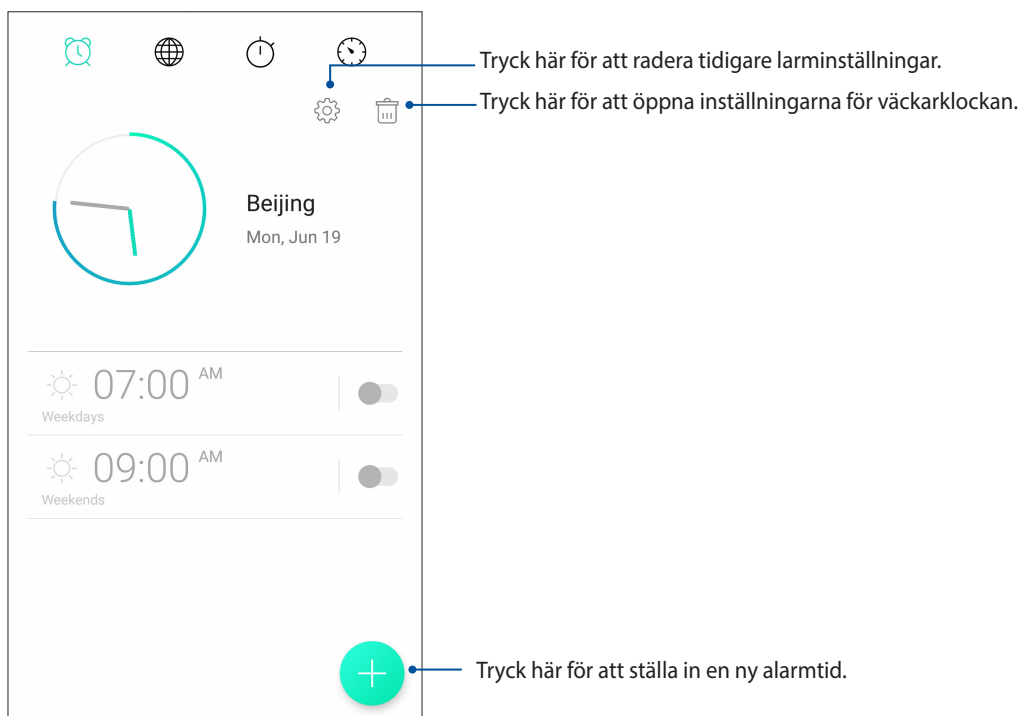 Tryck här för att radera tidigare larminställningar.
Tryck här för att öppna inställningarna för väckarklockan.
Beijing
Mon, Jun 19
07:00 AM
Weekdays
09:00 AM
Weekends
Tryck här för att ställa in en ny alarmtid.